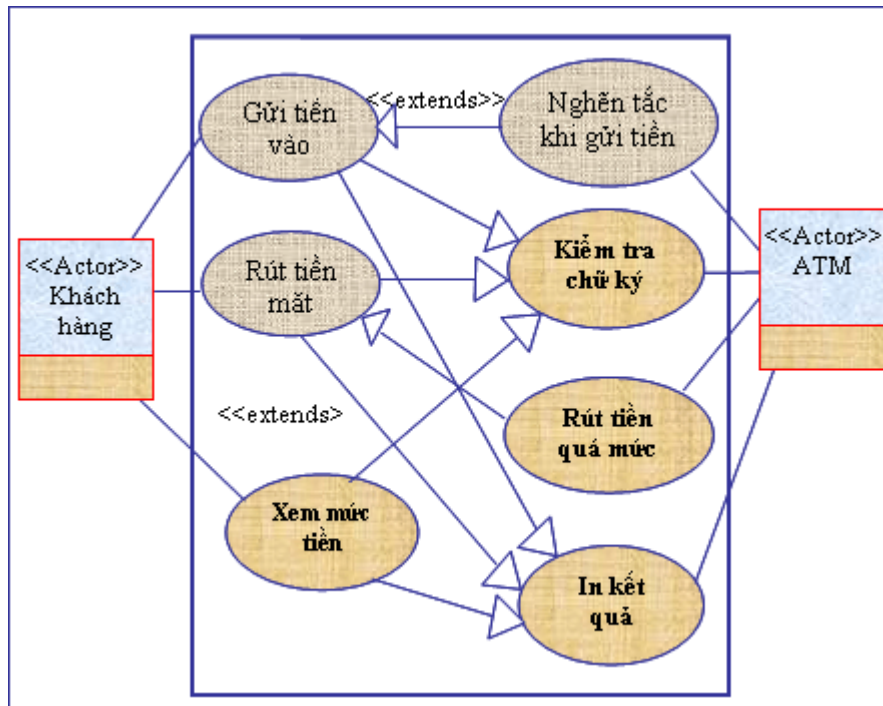 Gửi tiền
vào
<<extends>>
Nghẽn tắc
khi gửi tiền
<<Actor>>
Khách
hàng
Rút tiền
mặt
Kiểm tra
chữ ký
<<Actor>>
ATM
<<extends>
Rút tiền
quá mức
Xem mức
tiền
In kết
quả